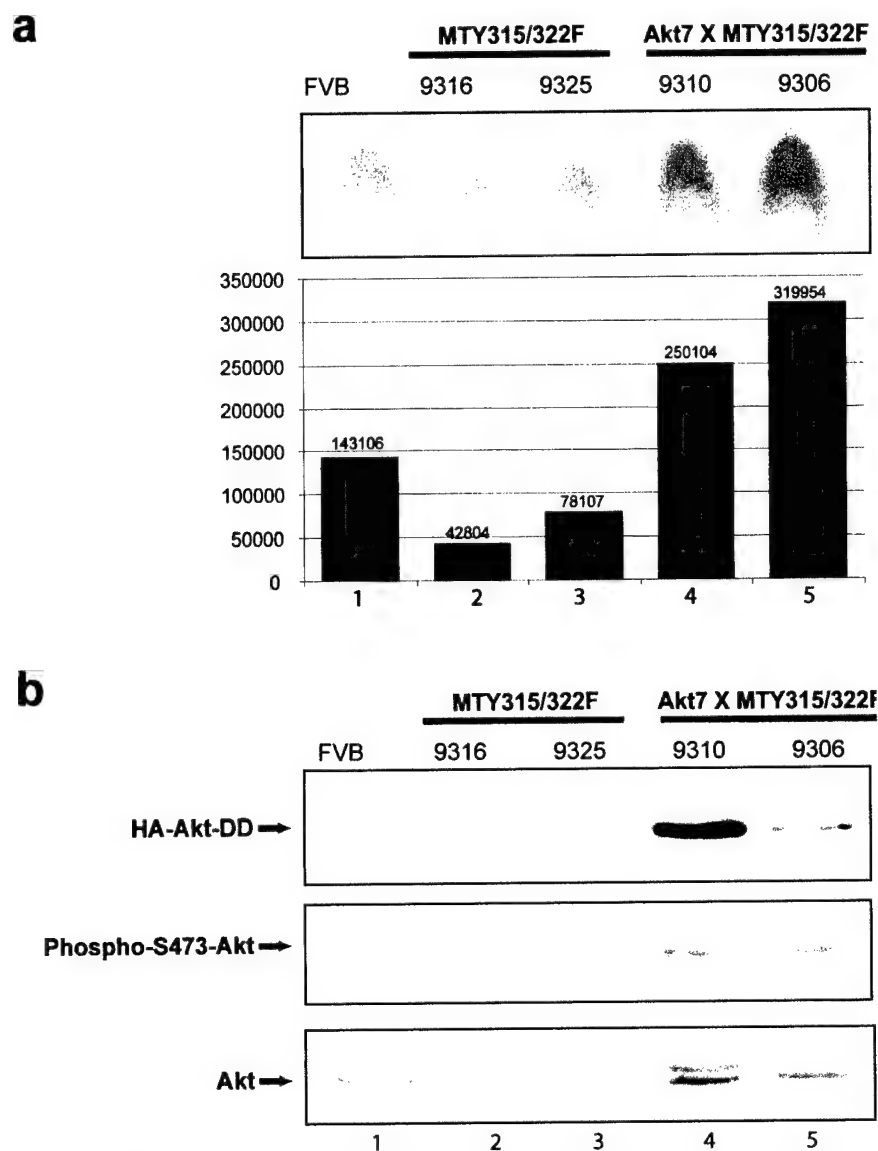 a
MTY315/322F Akt7 X MTY315/322F
FVB 9316 9325 9310 9306
350000
300000
250000
200000
150000
100000
50000
0
143106
42804
78107
250104
319954
1 2 3 4 5
b
MTY315/322F Akt7 X MTY315/322F
FVB 9316 9325 9310 9306
HA-Akt-DD
Phospho-S473-Akt
Akt
1 2 3 4 5